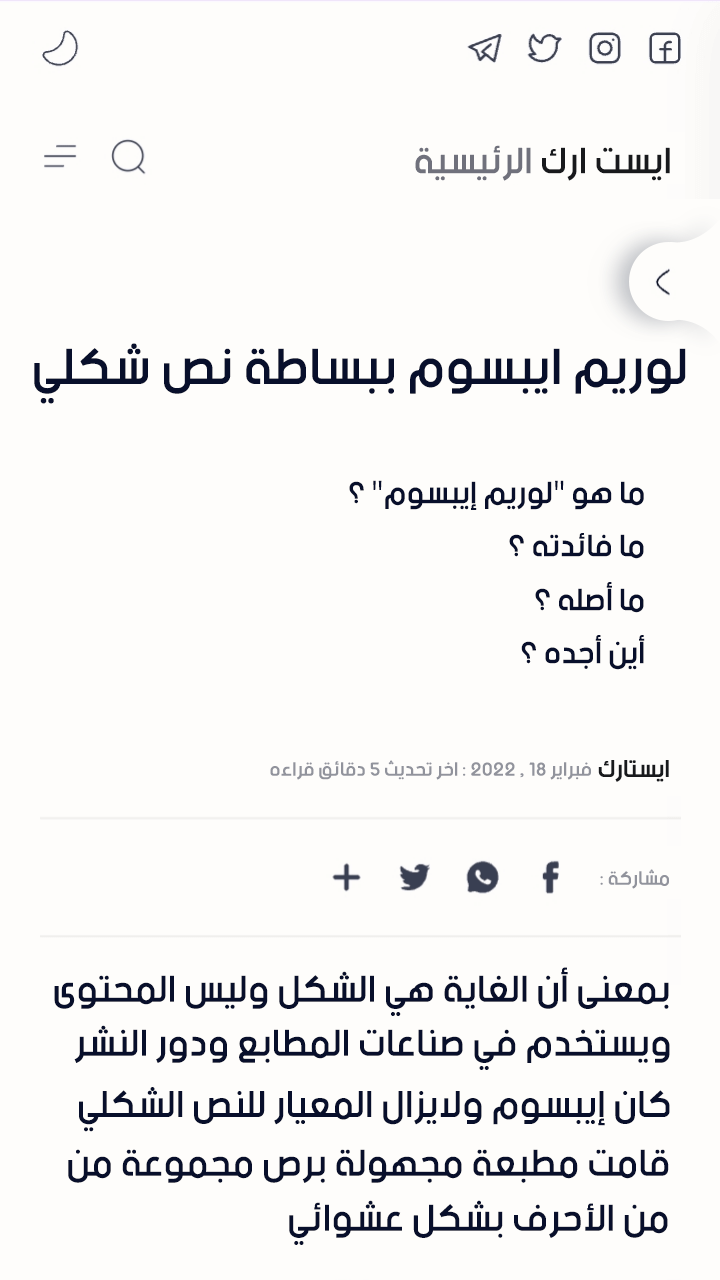 ايست ارك الرئيسية
لوريم ايبسوم ببساطة نص شكلي
ما هو "لوريم إيبسوم" ؟
ما فائدته ؟
ما أصله ؟
أين أجده ؟
ايستارك فبراير 18 , 2022 : اخر تحديث 5 دقائق قراءه
مشاركة :
بمعنى أن الغاية هي الشكل وليس المحتوى
ويستخدم في صناعات المطابع ودور النشر
كان إيبسوم ولايزال المعيار للنص الشكلي
قامت مطبعة مجهولة برص مجموعة من
من الأحرف بشكل عشوائي